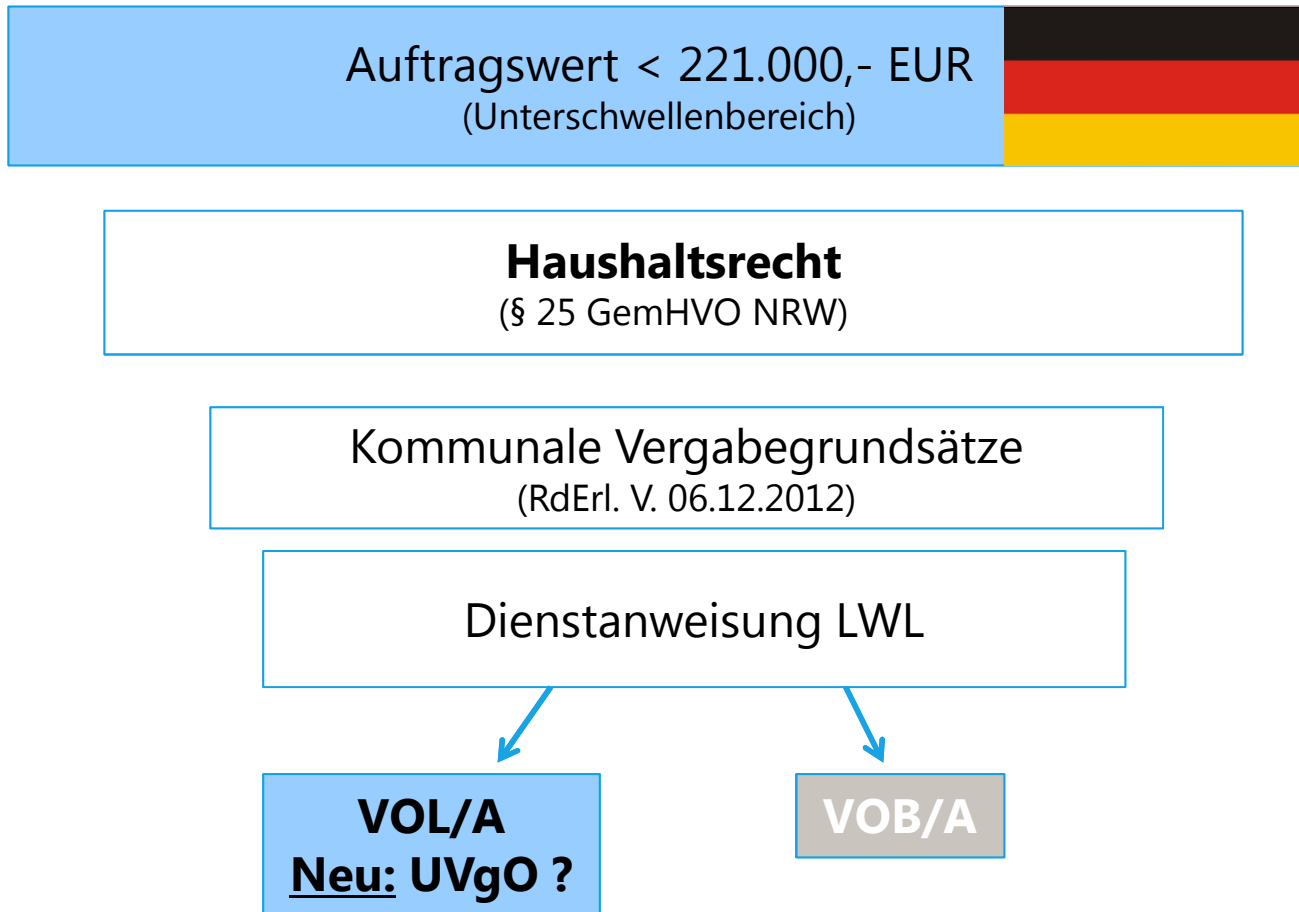 Auftragswert < 221.000,- EUR
(Unterschwellenbereich)
Haushaltsrecht
(§ 25 GemHVO NRW)
Kommunale Vergabegrundsätze
(RdErl. V. 06.12.2012)
Dienstanweisung LWL
VOL/A
Neu: UVgO ?
VOB/A